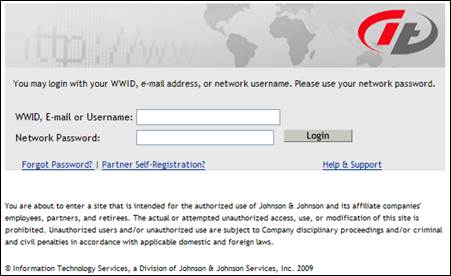 http://www
it
You may login with your WWID, e-mail address, or network username. Please use your network password.
WWID, E-mail or Username:
Network Password:
Login
Forgot Password? | Partner Self-Registration?
Help & Support
You are about to enter a site that is intended for the authorized use of Johnson & Johnson and its affiliate companies'
employees, partners, and retirees. The actual or attempted unauthorized access, use, or modification of this site is
prohibited. Unauthorized users and/or unauthorized use are subject to Company disciplinary proceedings and/or criminal
and civil penalties in accordance with applicable domestic and foreign laws.
© Information Technology Services, a Division of Johnson & Johnson Services, Inc. 2009